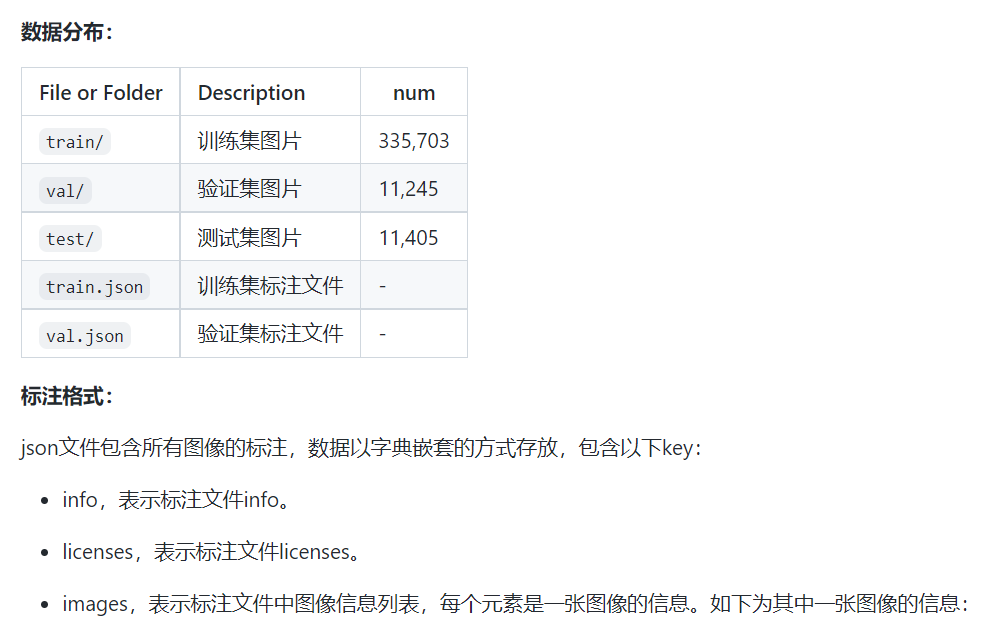 数据分布：
File or Folder Description num
train/ 训练集图片 335,703
val/ 验证集图片 11,245
test/ 测试集图片 11,405
train.json 训练集标注文件 -
val.json 验证集标注文件 -
标注格式：
json文件包含所有图像的标注，数据以字典嵌套的方式存放，包含以下key：
• info，表示标注文件info。
• licenses，表示标注文件licenses。
• images，表示标注文件中图像信息列表，每个元素是一张图像的信息。如下为其中一张图像的信息：